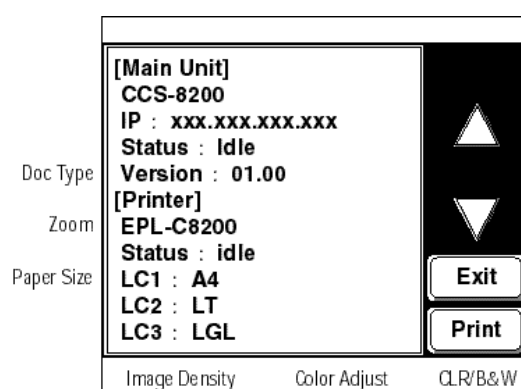 [Main Unit]
CCS-8200
IP : xxx.xxx.xxx.xxx
Status : Idle
Version : 01.00
[Printer]
EPL-C8200
Status : idle
LC1 : A4
LC2 : LT
LC3 : LGL
Doc Type
Zoom
Paper Size
Exit
Print
Image Density
Color Adjust
CLR/B&W